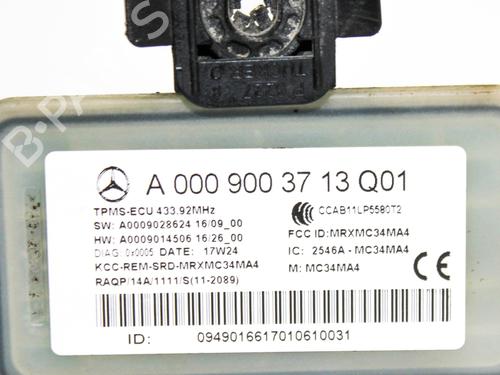 A 000 900 37 13 Q01
TPMS-ECU 433.92MHz
SW: A0009028624 16/09_00
HW: A0009014506 16/26_00
DIAG: 0x0005 DATE: 17W24
KCC-REM-SRD-MRXMC34MA4
RAQP/14A/1111/S(11-2089)
CCAB11LP5580T2
FCC ID:MRXMC34MA4
IC: 2546A - MC34MA4
M: MC34MA4
ID: 0949016617010610031